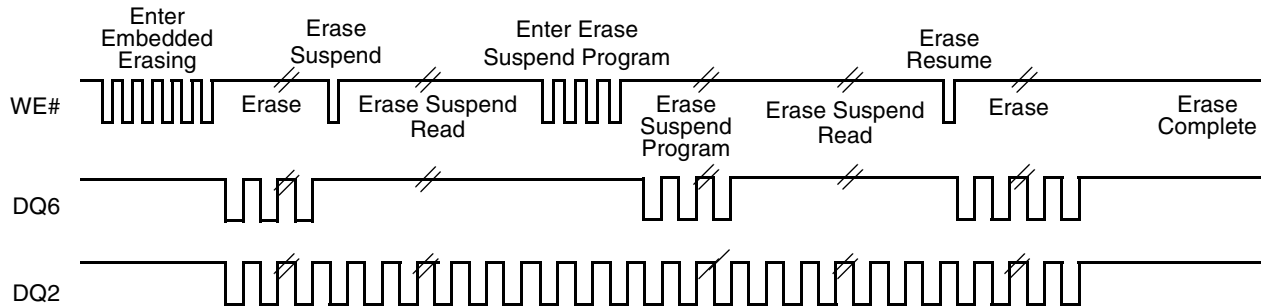 Enter
Embedded
Erasing
Erase
Suspend
Enter Erase
Suspend Program
Erase
Resume
WE#
Erase
Erase Suspend
Read
Erase
Suspend
Program
Erase Suspend
Read
Erase
Erase
Complete
DQ6
DQ2